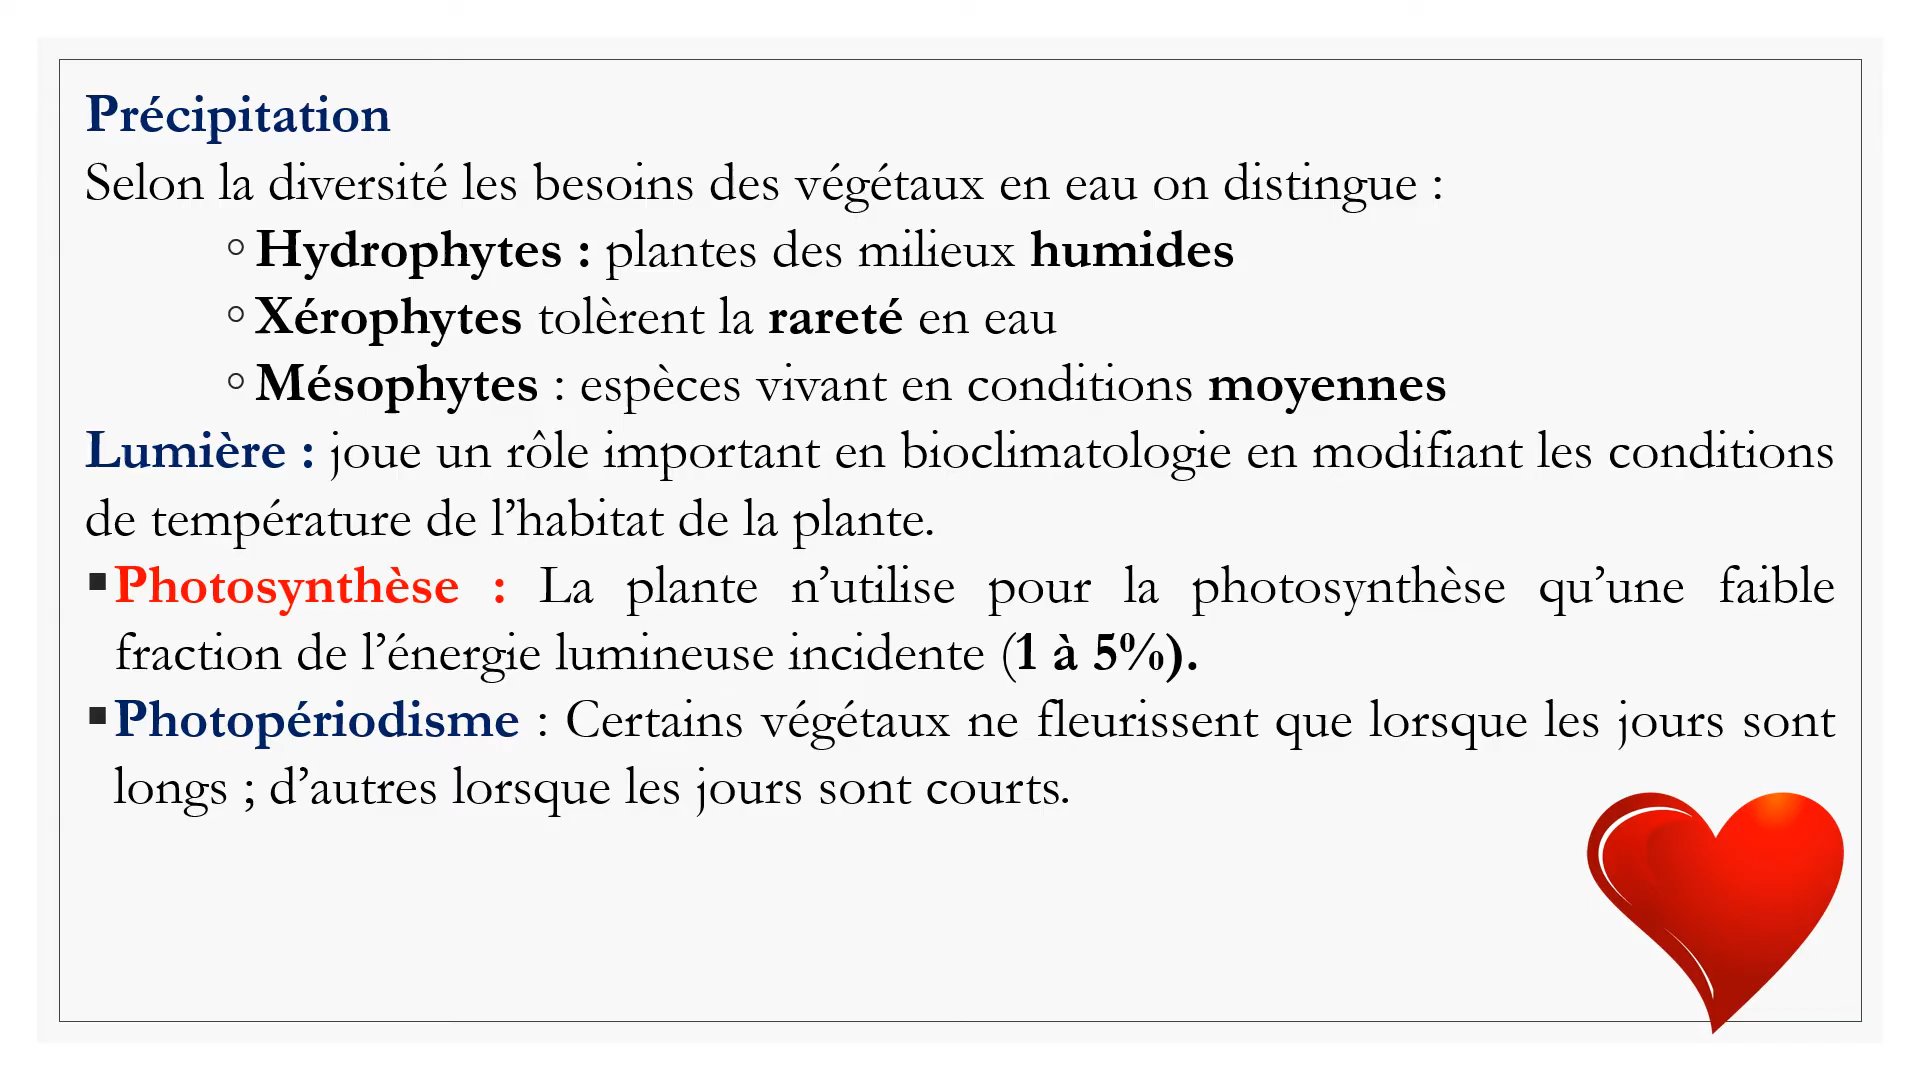 Précipitation
Selon la diversité les besoins des végétaux en eau on distingue :
◦ Hydrophytes : plantes des milieux humides
◦ Xérophytes tolèrent la rareté en eau
◦ Mésophytes : espèces vivant en conditions moyennes
Lumière : joue un rôle important en bioclimatologie en modifiant les conditions
de température de l’habitat de la plante.
▪Photosynthèse : La plante n’utilise pour la photosynthèse qu’une faible
fraction de l’énergie lumineuse incidente (1 à 5%).
▪Photopériodisme : Certains végétaux ne fleurissent que lorsque les jours sont
longs ; d’autres lorsque les jours sont courts.